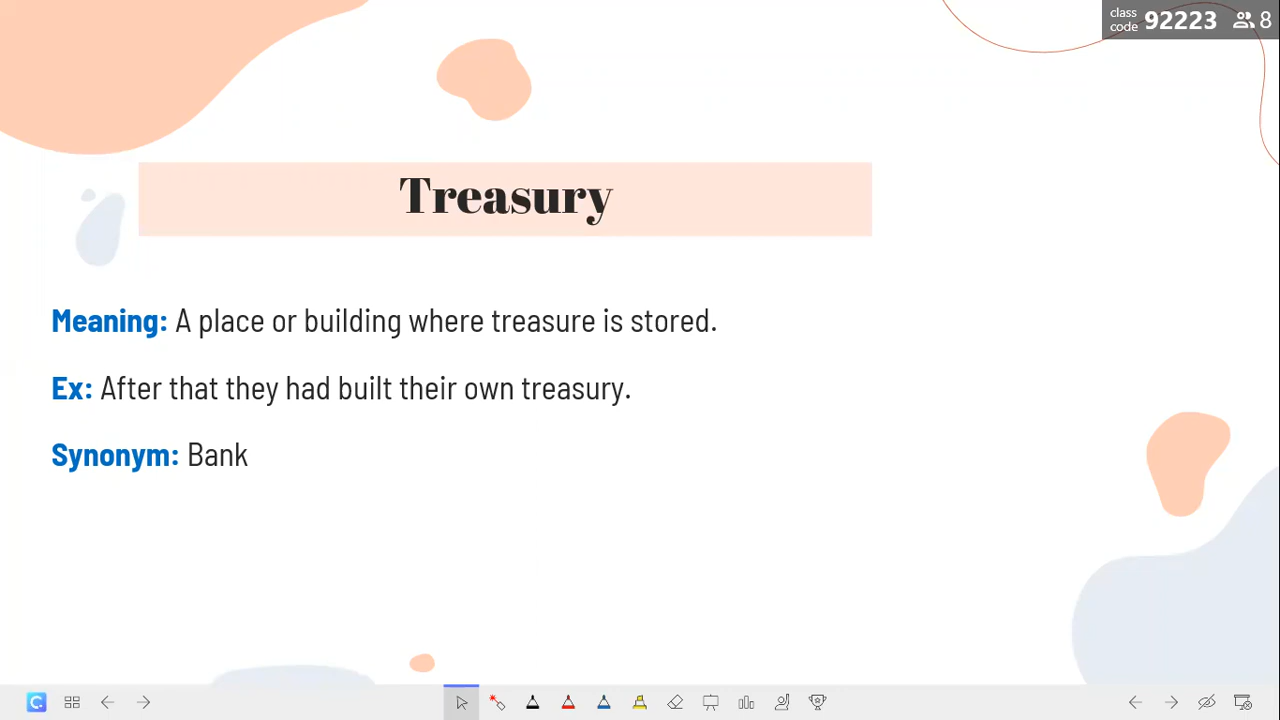 class
code 92223 8
Treasury
Meaning: A place or building where treasure is stored.
Ex: After that they had built their own treasury.
Synonym: Bank